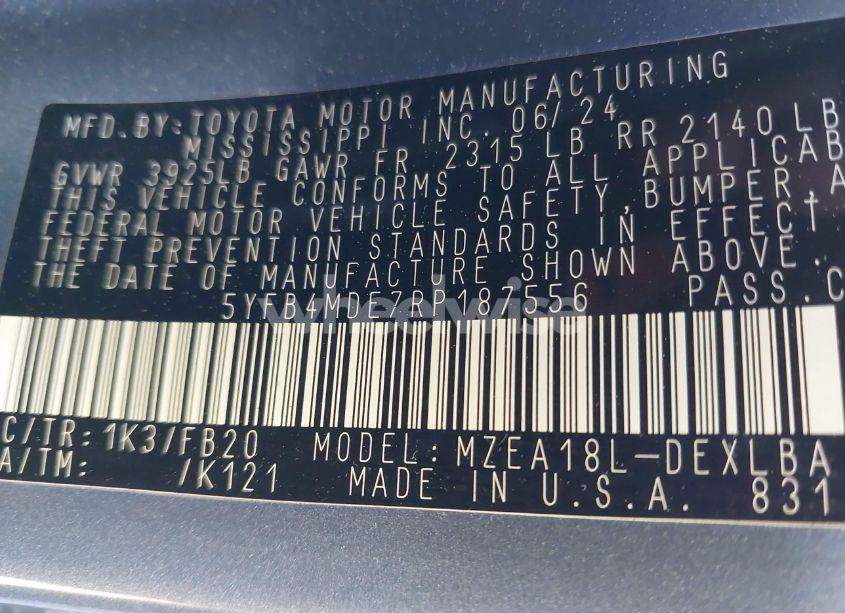 MFD.BY:TOYOTA MOTOR MANUFACTURING
MISSISSIPPI, INC. 06/24
GVWR 3925LB GAWR FR 2315 LB RR 2140 LB
THIS VEHICLE CONFORMS TO ALL APPLICAB
FEDERAL MOTOR VEHICLE SAFETY, BUMPER, A
THEFT PREVENTION STANDARDS IN EFFECT
THE DATE OF MANUFACTURE SHOWN ABOVE.
5YFB4MDE7RP187556 PASS.C
wheelwise
C/TR: 1K3/FB20 MODEL: MZEA18L-DEXLBA
A/TM: /K121 MADE IN U.S.A. 831